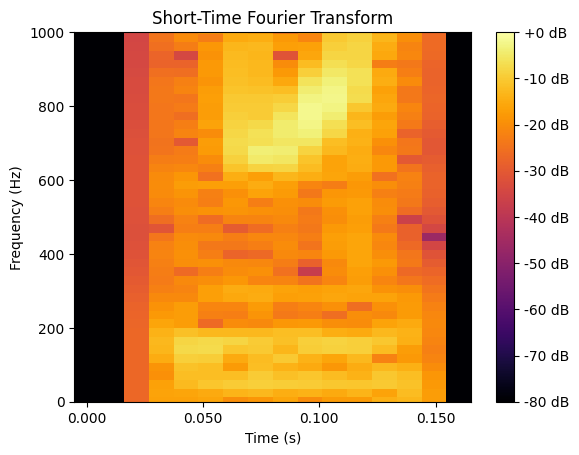 Short-Time Fourier Transform
1000
800
600
400
200
0
Frequency (Hz)
0.000
0.050
0.100
0.150
Time (s)
+0 dB
-10 dB
-20 dB
-30 dB
-40 dB
-50 dB
-60 dB
-70 dB
-80 dB